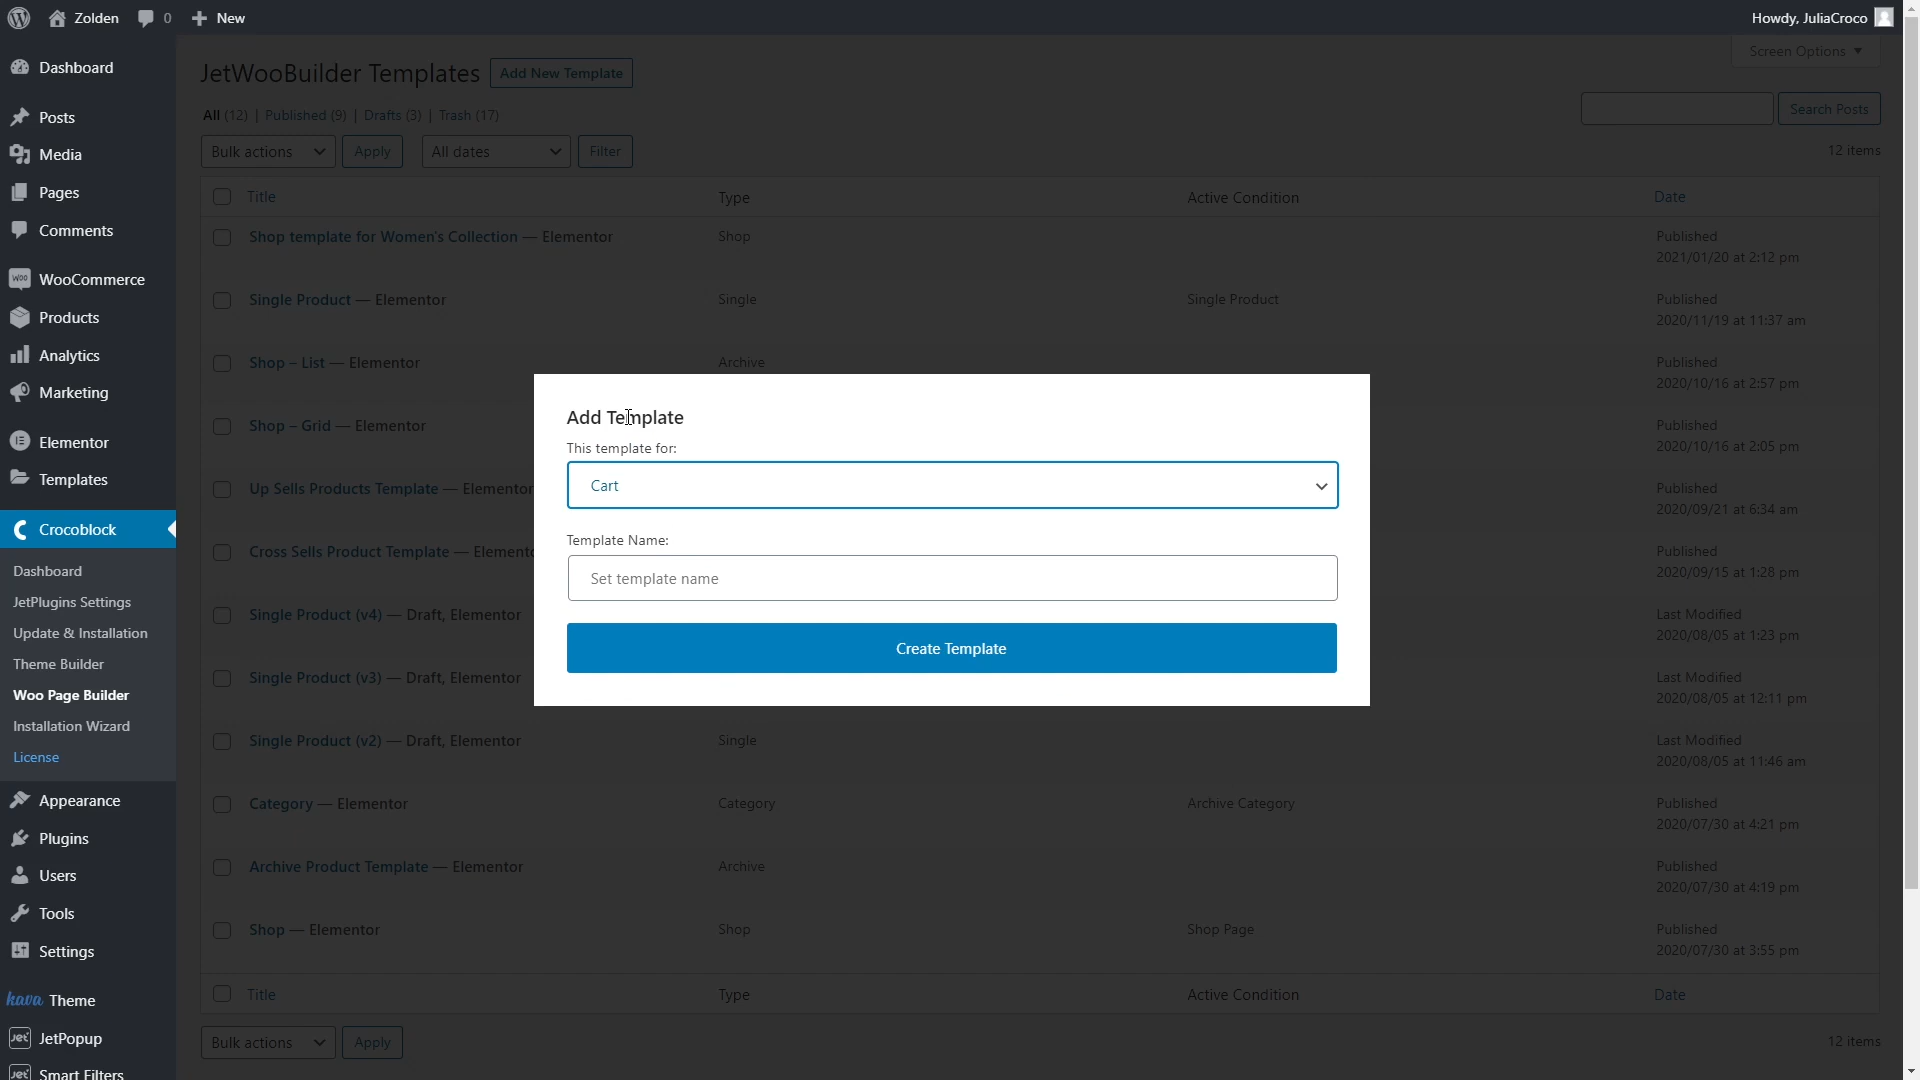 Zolden 0 New Howdy, JuliaCroco
Screen Options
Dashboard
Posts
Media
Pages
Comments
WooCommerce
Products
Analytics
Marketing
Elementor
Templates
Crocoblock
Dashboard
JetPlugins Settings
Update & Installation
Theme Builder
Woo Page Builder
Installation Wizard
License
Appearance
Plugins
Users
Tools
Settings
kava Theme
Jet JetPopup
Jet Smart Filters
JetWooBuilder Templates Add New Template
All (12) | Published (9) | Drafts (3) | Trash (17)
Search Posts
Bulk actions Apply All dates Filter 12 items
Title Type Active Condition Date
Shop template for Women's Collection — Elementor Shop Published
2021/01/20 at 2:12 pm
Single Product — Elementor Single Single Product Published
2020/11/19 at 11:37 am
Shop – List — Elementor Archive Published
2020/10/16 at 2:57 pm
Shop – Grid — Elementor Published
2020/10/16 at 2:05 pm
Up Sells Products Template — Elementor Published
2020/09/21 at 6:34 am
Cross Sells Product Template — Elemento Published
2020/09/15 at 1:28 pm
Single Product (v4) — Draft, Elementor Last Modified
2020/08/05 at 1:23 pm
Single Product (v3) — Draft, Elementor Last Modified
2020/08/05 at 12:11 pm
Single Product (v2) — Draft, Elementor Single Last Modified
2020/08/05 at 11:46 am
Category — Elementor Category Archive Category Published
2020/07/30 at 4:21 pm
Archive Product Template — Elementor Archive Published
2020/07/30 at 4:19 pm
Shop — Elementor Shop Shop Page Published
2020/07/30 at 3:55 pm
Title Type Active Condition Date
Bulk actions Apply 12 items
Add Template
This template for:
Cart
Template Name:
Set template name
Create Template